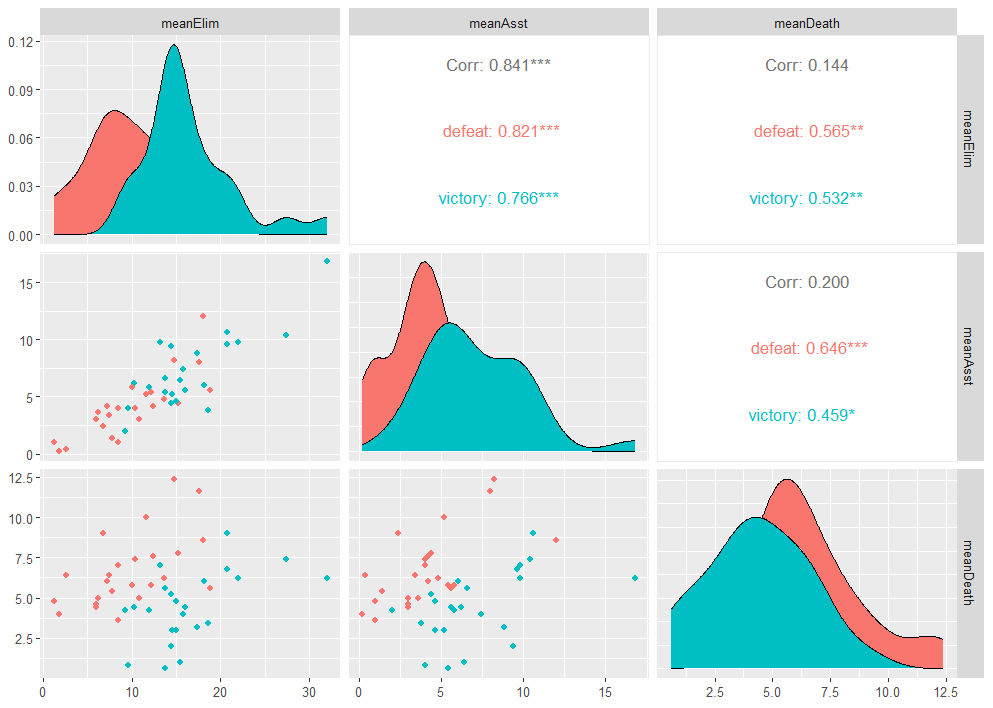 meanElim
meanAsst
meanDeath
0.12
0.09
0.06
0.03
0.00
Corr: 0.841***
defeat: 0.821***
victory: 0.766***
Corr: 0.144
defeat: 0.565**
victory: 0.532**
meanElim
15
10
5
0
Corr: 0.200
defeat: 0.646***
victory: 0.459*
meanAsst
12.5
10.0
7.5
5.0
2.5
meanDeath
0 10 20 30
0 5 10 15
2.5 5.0 7.5 10.0 12.5